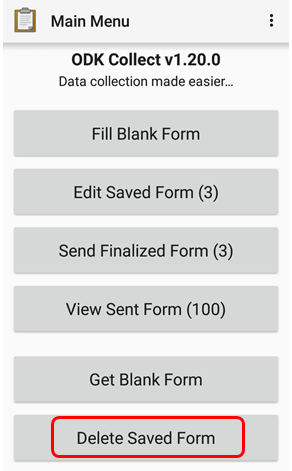 Main Menu
ODK Collect v1.20.0
Data collection made easier...
Fill Blank Form
Edit Saved Form (3)
Send Finalized Form (3)
View Sent Form (100)
Get Blank Form
Delete Saved Form